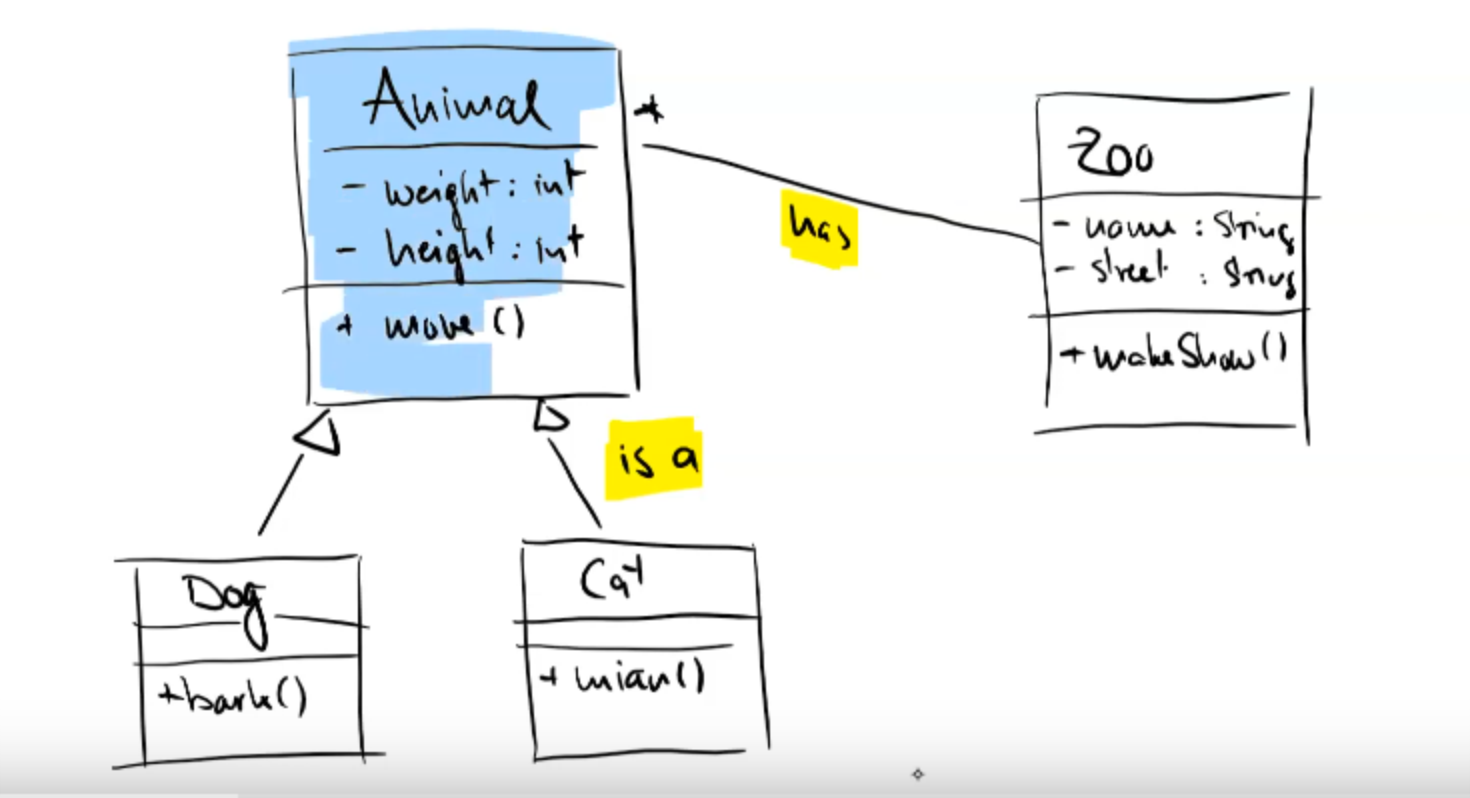 Animal
- weight : int
- height : int
+ move ()
*
has
Zoo
- name : String
- street : String
+ makeShow()
is a
Dog
+bark()
Cat
+ miau()